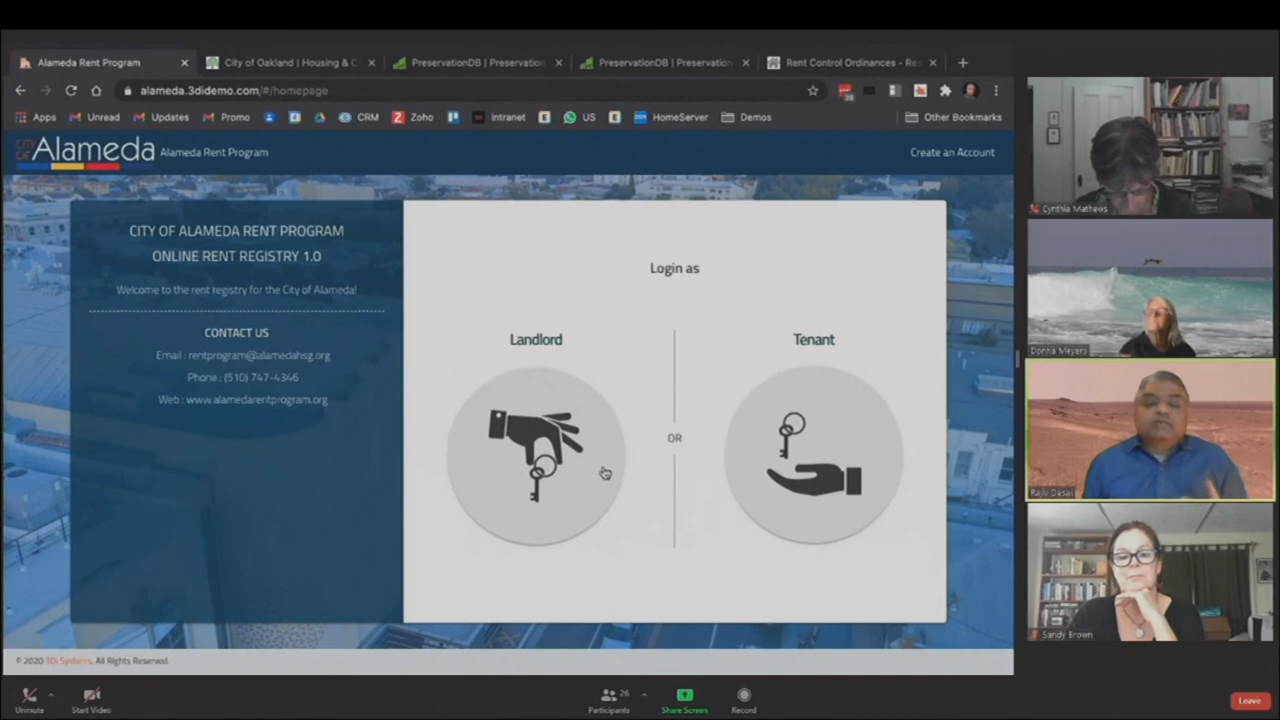 Alameda Rent Program
City of Oakland | Housing & C
PreservationDB | Preservation
PreservationDB | Preservation
Rent Control Ordinances - Res
alameda.3didemo.com/#/homepage
Apps
Unread
Updates
Promo
CRM
Zoho
Intranet
US
HomeServer
Demos
Other Bookmarks
CITY OF Alameda
Alameda Rent Program
Create an Account
CITY OF ALAMEDA RENT PROGRAM
ONLINE RENT REGISTRY 1.0
Welcome to the rent registry for the City of Alameda!
CONTACT US
Email : rentprogram@alamedahsg.org
Phone : (510) 747-4346
Web : www.alamedarentprogram.org
Login as
Landlord
OR
Tenant
© 2020 3Di Systems. All Rights Reserved.
Cynthia Mathews
Donna Meyers
Rajiv Desai
Sandy Brown
Unmute
Start Video
26
Participants
Share Screen
Record
Leave